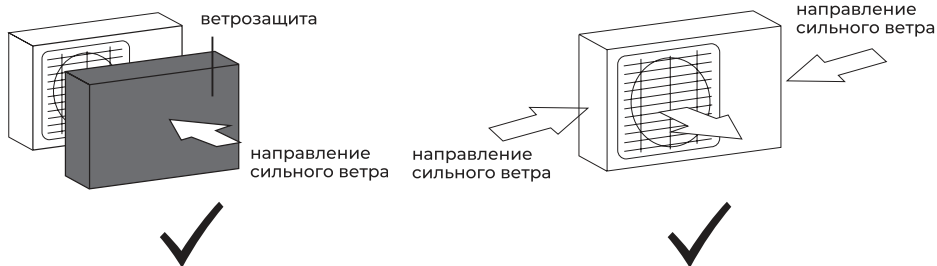 ветрозащита
направление
сильного ветра
направление
сильного ветра
направление
сильного ветра